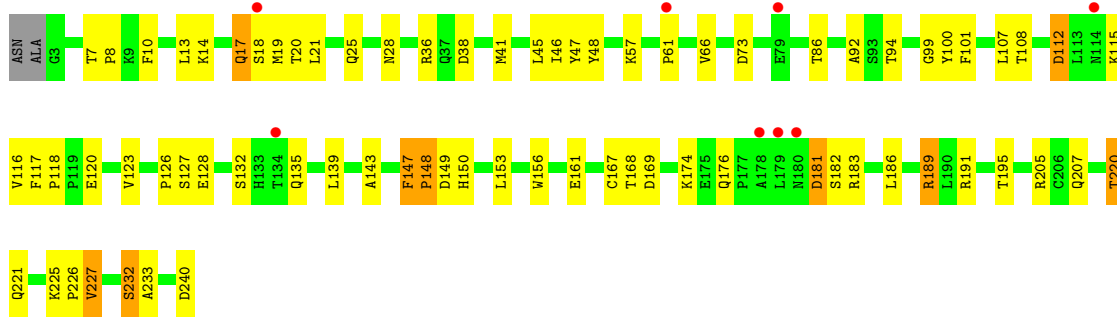 ASN ALA G3 T7 P8 K9 F10 L13 K14 Q17 S18 M19 T20 L21 Q25 N28 R36 Q37 D38 M41 L45 I46 Y47 Y48 K57 P61 V66 D73 E79 T86 A92 S93 T94 G99 Y100 F101 L107 T108 D112 L113 N114 K115
V116 F117 P118 P119 E120 V123 P126 S127 E128 S132 H133 T134 Q135 L139 A143 F147 P148 D149 H150 L153 W156 E161 C167 T168 D169 K174 E175 Q176 P177 A178 L179 N180 D181 S182 R183 L186 R189 L190 R191 T195 R205 C206 Q207 T220
Q221 K225 P226 V227 S232 A233 D240